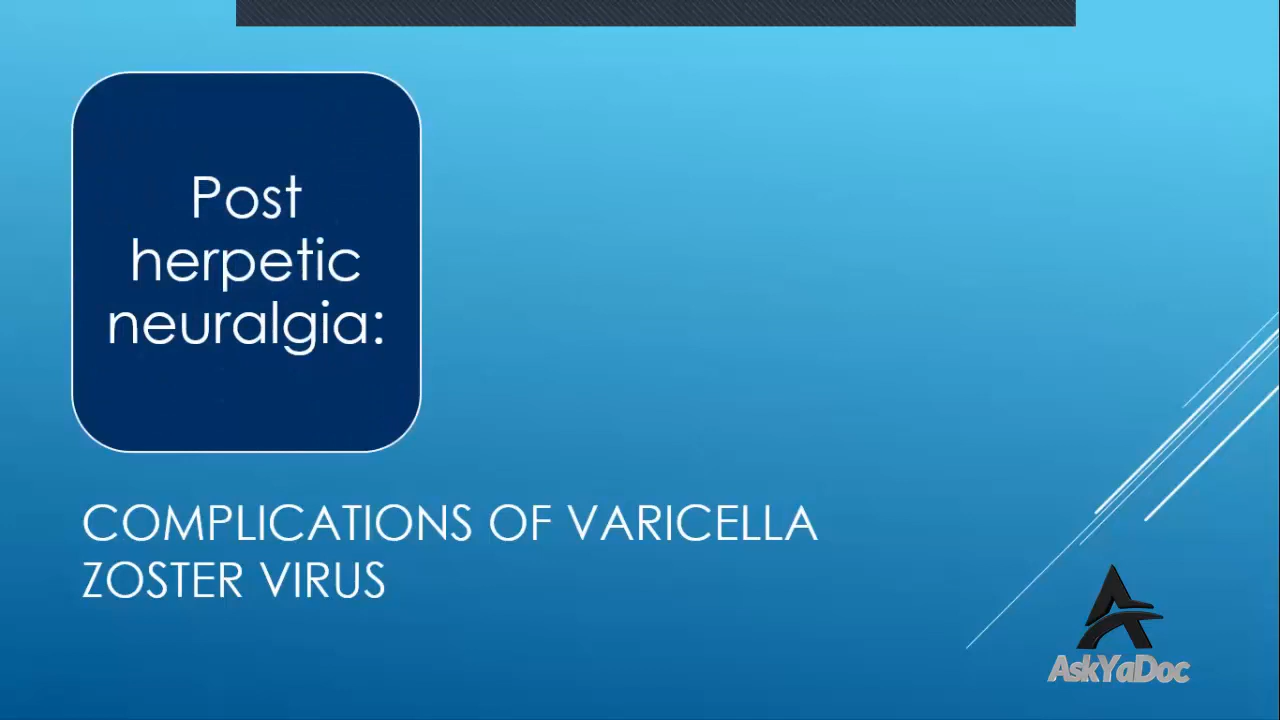 Post
herpetic
neuralgia:
COMPLICATIONS OF VARICELLA
ZOSTER VIRUS
AskYaDoc